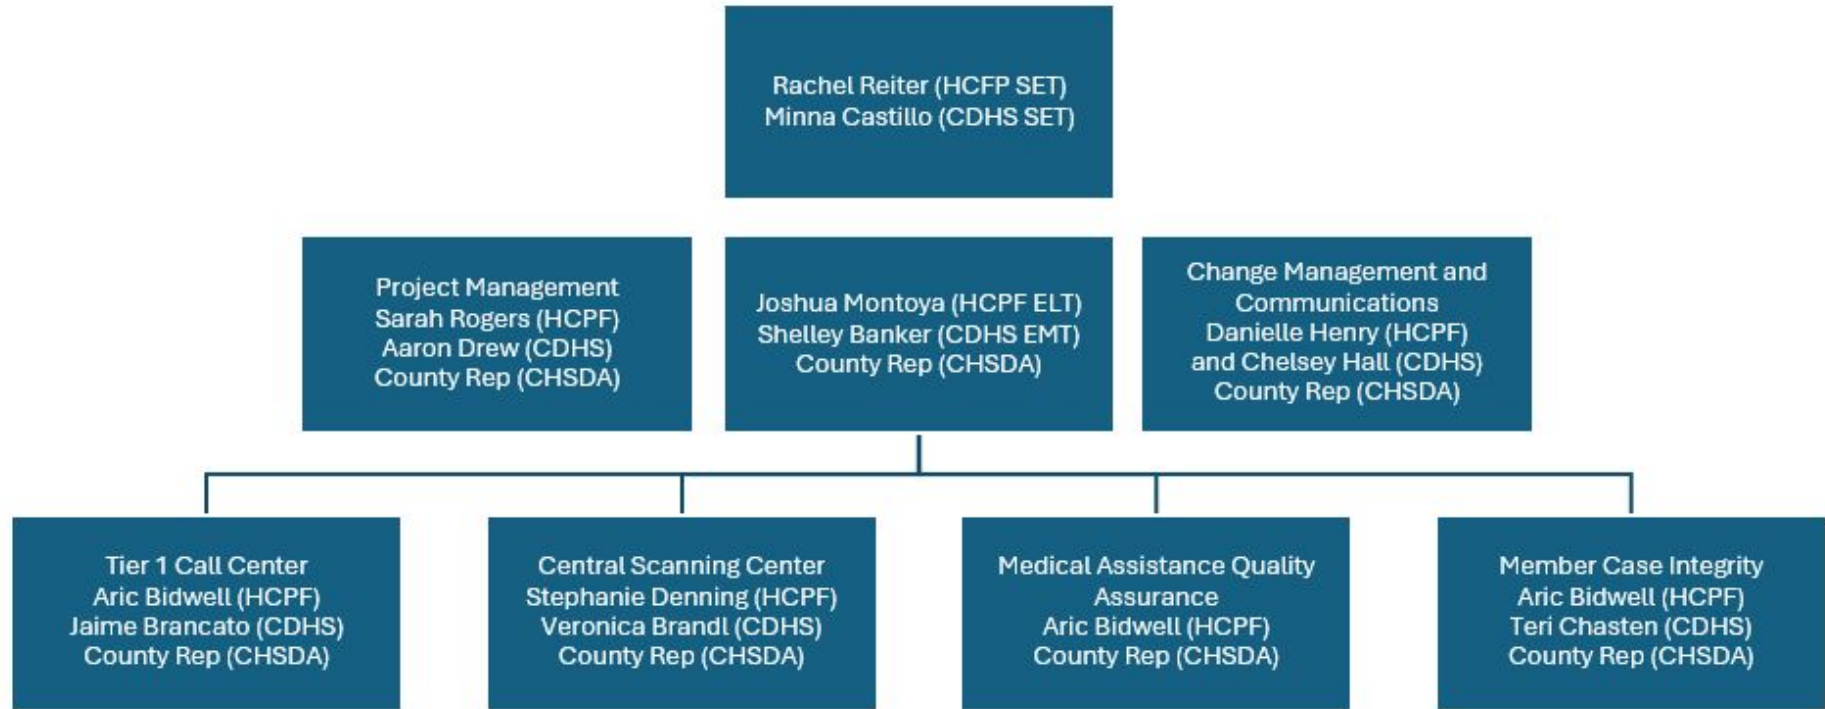 Rachel Reiter (HCFP SET)
Minna Castillo (CDHS SET)
Project Management
Sarah Rogers (HCPF)
Aaron Drew (CDHS)
County Rep (CHSDA)
Joshua Montoya (HCPF ELT)
Shelley Banker (CDHS EMT)
County Rep (CHSDA)
Change Management and
Communications
Danielle Henry (HCPF)
and Chelsey Hall (CDHS)
County Rep (CHSDA)
Tier 1 Call Center
Aric Bidwell (HCPF)
Jaime Brancato (CDHS)
County Rep (CHSDA)
Central Scanning Center
Stephanie Denning (HCPF)
Veronica Brandl (CDHS)
County Rep (CHSDA)
Medical Assistance Quality
Assurance
Aric Bidwell (HCPF)
County Rep (CHSDA)
Member Case Integrity
Aric Bidwell (HCPF)
Teri Chasten (CDHS)
County Rep (CHSDA)